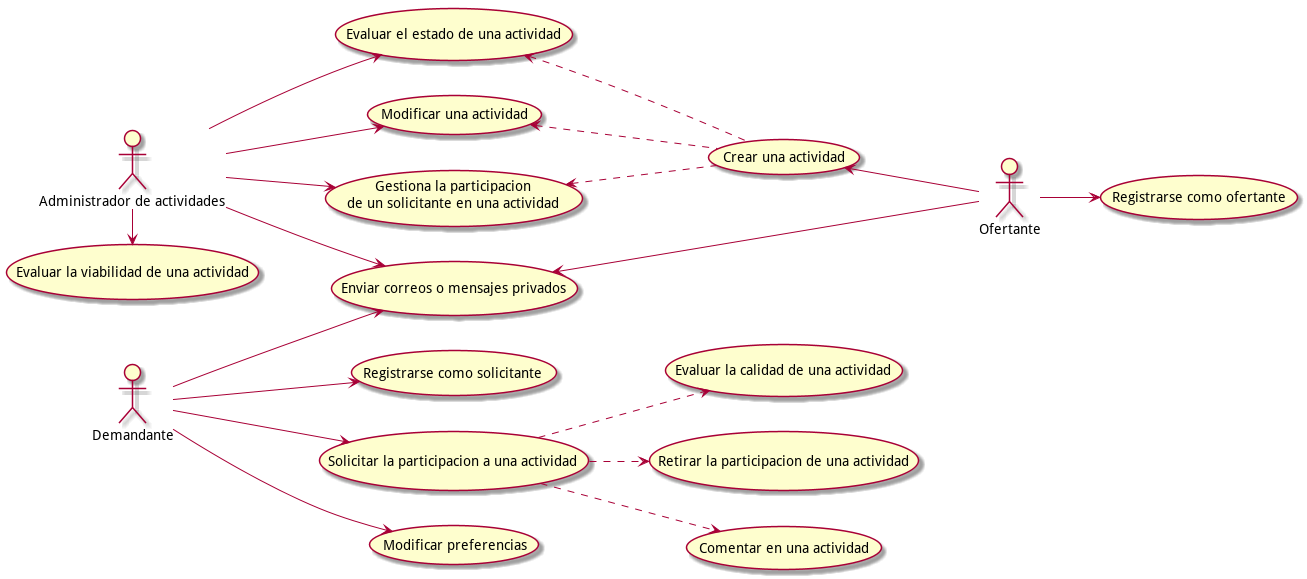 Evaluar el estado de una actividad
Modificar una actividad
Crear una actividad
Gestiona la participacion
de un solicitante en una actividad
Administrador de actividades
Registrarse como ofertante
Ofertante
Evaluar la viabilidad de una actividad
Enviar correos o mensajes privados
Registrarse como solicitante
Evaluar la calidad de una actividad
Demandante
Solicitar la participacion a una actividad
Retirar la participacion de una actividad
Modificar preferencias
Comentar en una actividad